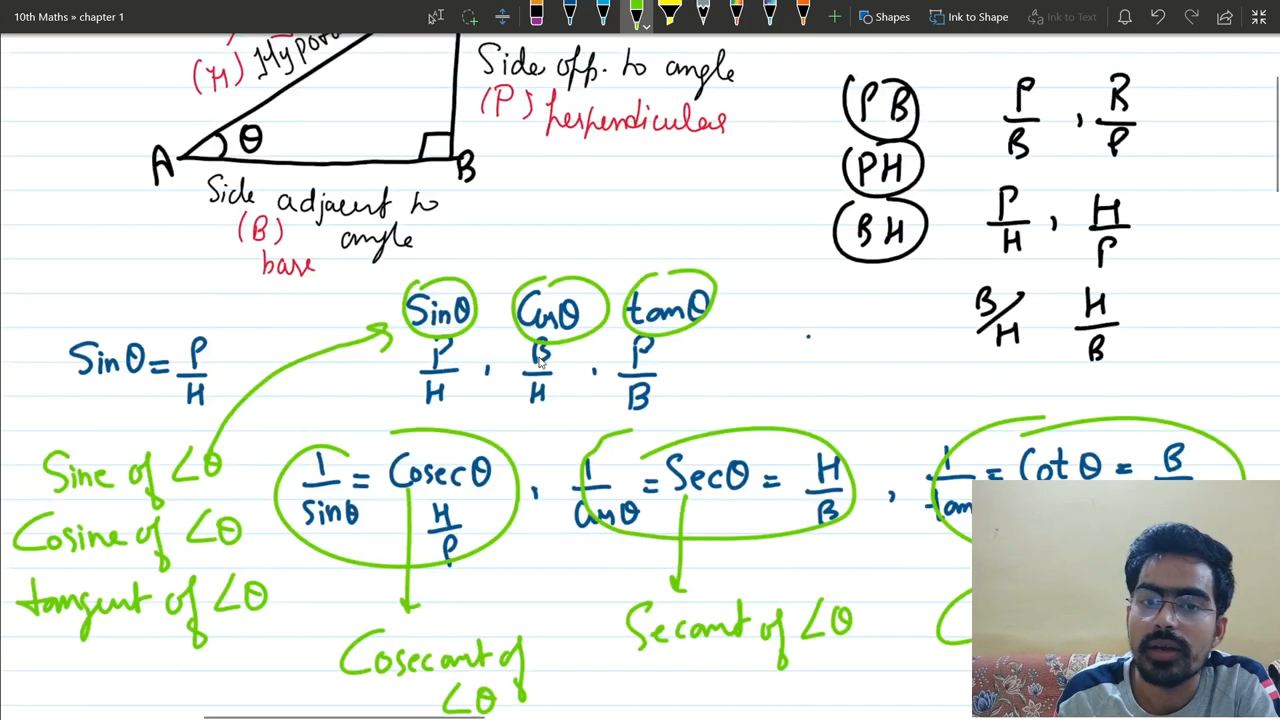 10th Maths » chapter 1
Shapes
Ink to Shape
Ink to Text
(H)
Side opp. to angle
(P) perpendicular
A
θ
B
Side adjacent to
angle
(B)
base
PB
P/B , B/P
PH
P/H , H/P
BH
B/H H/B
Sinθ Cosθ tanθ
Sinθ = P/H
P/H , B/H , P/B
1/sinθ = Cosecθ
H/P
, 1/Cosθ = Secθ = H/B
, 1/tan = Cotθ = B
Sine of ∠θ
Cosine of ∠θ
tangent of ∠θ
Cosecant of
∠θ
Secant of ∠θ